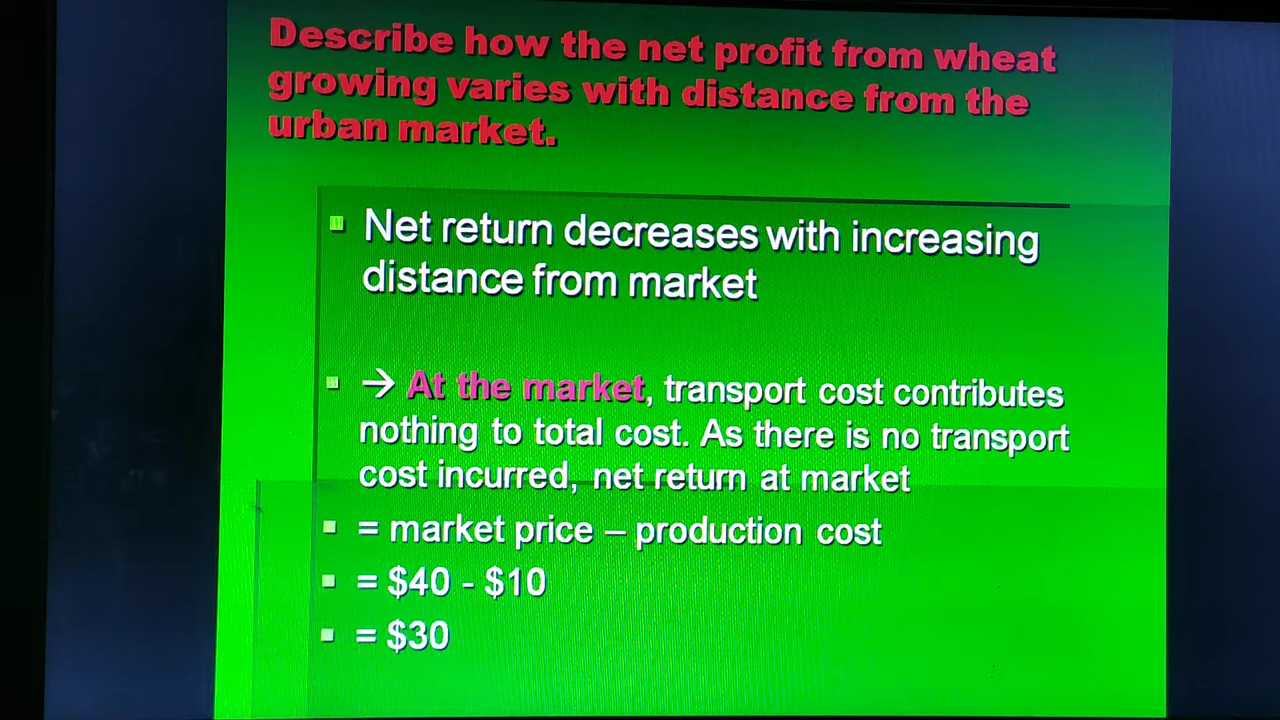 Describe how the net profit from wheat
growing varies with distance from the
urban market.
Net return decreases with increasing
distance from market
→ At the market, transport cost contributes
nothing to total cost. As there is no transport
cost incurred, net return at market
= market price – production cost
= $40 - $10
= $30